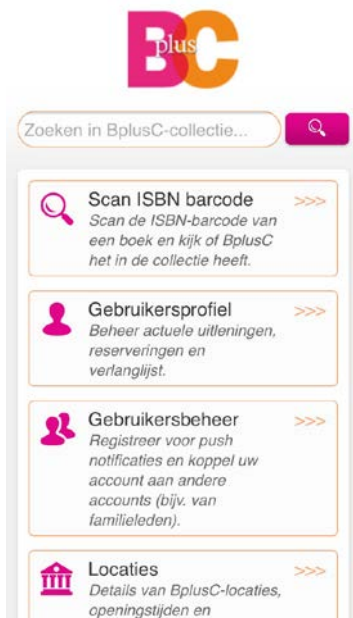 B plus C
Zoeken in BplusC-collectie...
Scan ISBN barcode >>>
Scan de ISBN-barcode van
een boek en kijk of BplusC
het in de collectie heeft.
Gebruikersprofiel >>>
Beheer actuele uitleningen,
reserveringen en
verlanglijst.
Gebruikersbeheer >>>
Registreer voor push
notificaties en koppel uw
account aan andere
accounts (bijv. van
familieleden).
Locaties >>>
Details van BplusC-locaties,
openingstijden en